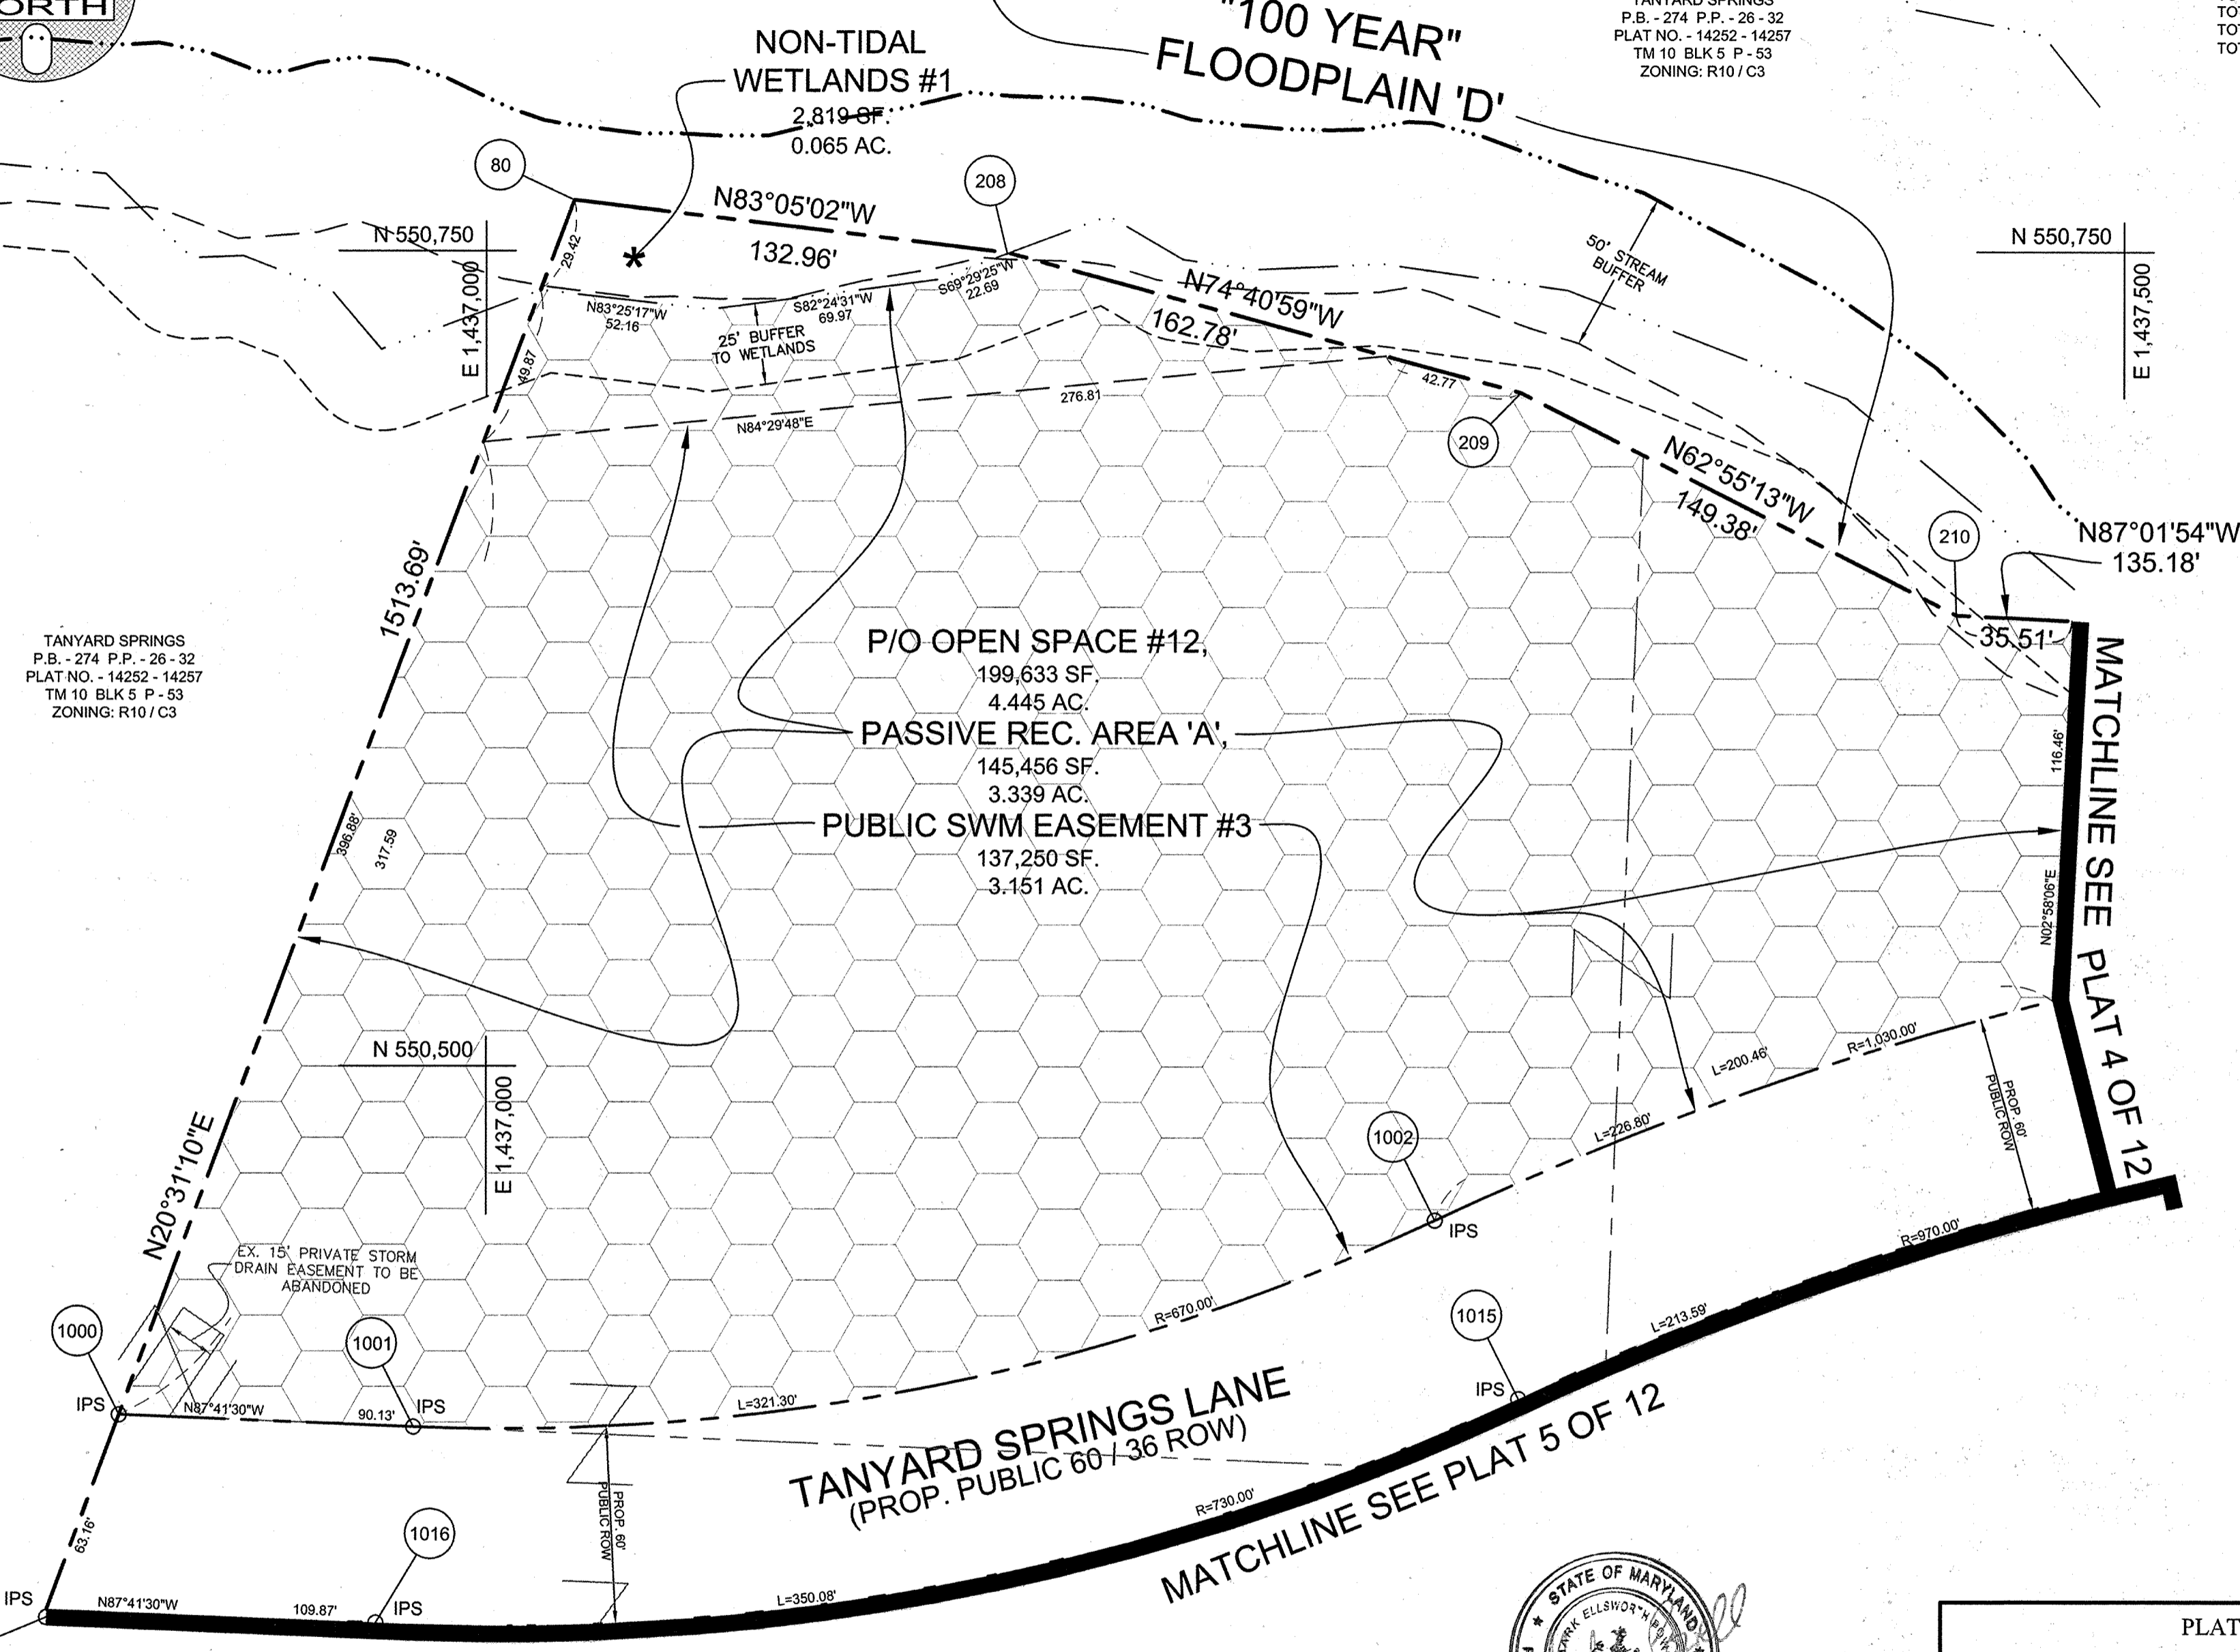 ORTH
NON-TIDAL
WETLANDS #1
2,819 SF.
0.065 AC.
"100 YEAR"
FLOODPLAIN 'D'
TANYARD SPRINGS
P.B. - 274 P.P. - 26 - 32
PLAT NO. - 14252 - 14257
TM 10 BLK 5 P - 53
ZONING: R10 / C3
TO
TO
TO
80
208
N83°05'02"W
132.96'
N 550,750
E 1,437,000
29.42
*
N83°25'17"W
52.16
S82°24'31"W
69.97
S69°29'25"W
22.69
25' BUFFER
TO WETLANDS
49.87
N74°40'59"W
162.78'
50' STREAM
BUFFER
N 550,750
E 1,437,500
N84°29'48"E
276.81
42.77
209
N62°55'13"W
149.38'
210
N87°01'54"W
135.18'
35.51'
1513.69'
TANYARD SPRINGS
P.B. - 274 P.P. - 26 - 32
PLAT NO. - 14252 - 14257
TM 10 BLK 5 P - 53
ZONING: R10 / C3
P/O OPEN SPACE #12,
199,633 SF.
4.445 AC.
PASSIVE REC. AREA 'A',
145,456 SF.
3.339 AC.
PUBLIC SWM EASEMENT #3
137,250 SF.
3.151 AC.
396.88'
317.59
116.46'
N02°58'06"E
MATCHLINE SEE PLAT 4 OF 12
N 550,500
E 1,437,000
N20°31'10"E
EX. 15' PRIVATE STORM
DRAIN EASEMENT TO BE
ABANDONED
1000
IPS
1001
IPS
N87°41'30"W
90.13'
L=321.30'
R=670.00'
1002
IPS
L=226.80'
L=200.46'
R=1,030.00'
PROP. 60'
PUBLIC ROW
TANYARD SPRINGS LANE
(PROP. PUBLIC 60 / 36 ROW)
PROP. 60'
PUBLIC ROW
63.16'
IPS
N87°41'30"W
109.87'
1016
IPS
L=350.08'
R=730.00'
1015
IPS
L=213.59'
R=970.00'
MATCHLINE SEE PLAT 5 OF 12
STATE OF MARYLAND
MARK ELLSWORTH
PLAT